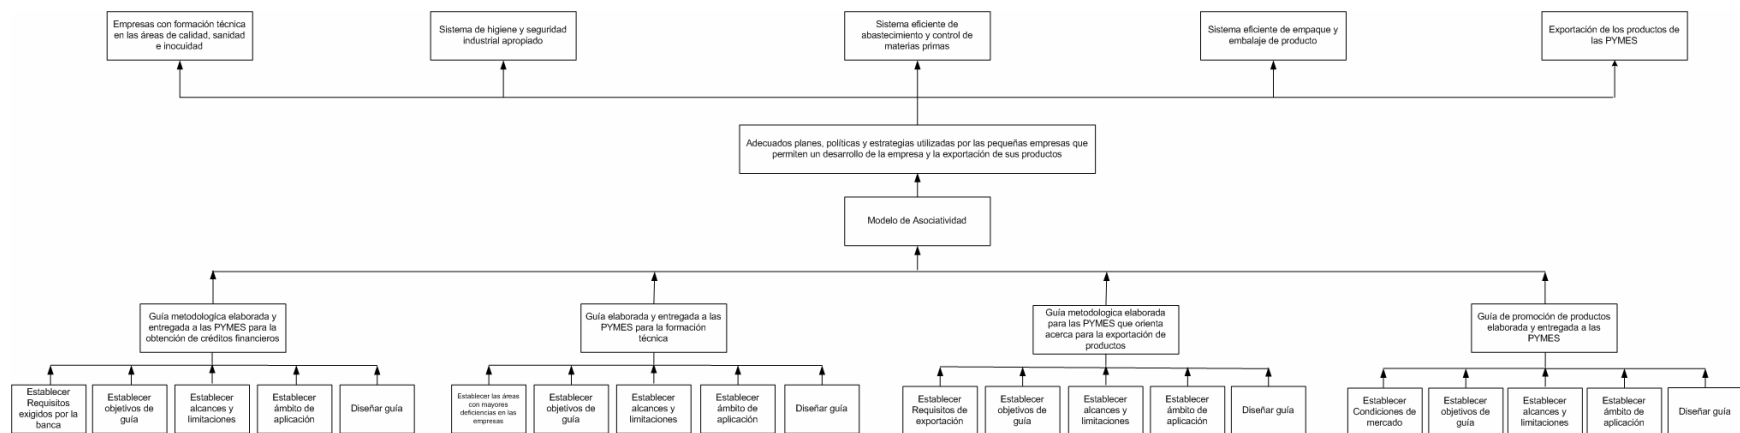 Empresas con formación técnica
en las áreas de calidad, sanidad
e inocuidad
Sistema de higiene y seguridad
industrial apropiado
Sistema eficiente de
abastecimiento y control de
materias primas
Sistema eficiente de empaque y
embalaje de producto
Exportación de los productos de
las PYMES
Adecuados planes, políticas y estrategias utilizadas por las pequeñas empresas que
permiten un desarrollo de la empresa y la exportación de sus productos
Modelo de Asociatividad
Guía metodologíca elaborada y
entregada a las PYMES para la
obtención de créditos financieros
Guía elaborada y entregada a las
PYMES para la formación
técnica
Guía metodologica elaborada
para las PYMES que orienta
acerca para la exportación de
productos
Guía de promoción de productos
elaborada y entregada a las
PYMES
Establecer
Requisitos
exigidos por la
banca
Establecer
objetivos de
guía
Establecer
alcances y
limitaciones
Establecer
ámbito de
aplicación
Diseñar guía
Establecer las áreas
con mayores
deficiencias en las
empresas
Establecer
objetivos de
guía
Establecer
alcances y
limitaciones
Establecer
ámbito de
aplicación
Diseñar guía
Establecer
Requisitos de
exportación
Establecer
objetivos de
guía
Establecer
alcances y
limitaciones
Establecer
ámbito de
aplicación
Diseñar guía
Establecer
Condiciones de
mercado
Establecer
objetivos de
guía
Establecer
alcances y
limitaciones
Establecer
ámbito de
aplicación
Diseñar guía